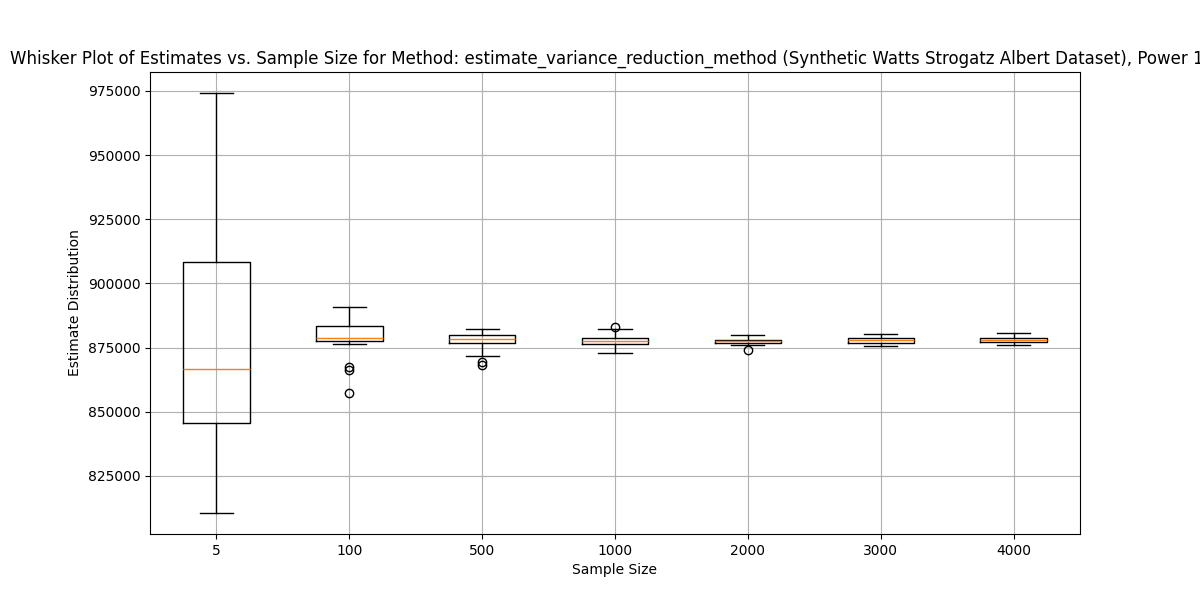 Whisker Plot of Estimates vs. Sample Size for Method: estimate_variance_reduction_method (Synthetic Watts Strogatz Albert Dataset), Power 1
975000
950000
925000
900000
875000
850000
825000
Estimate Distribution
5 100 500 1000 2000 3000 4000
Sample Size